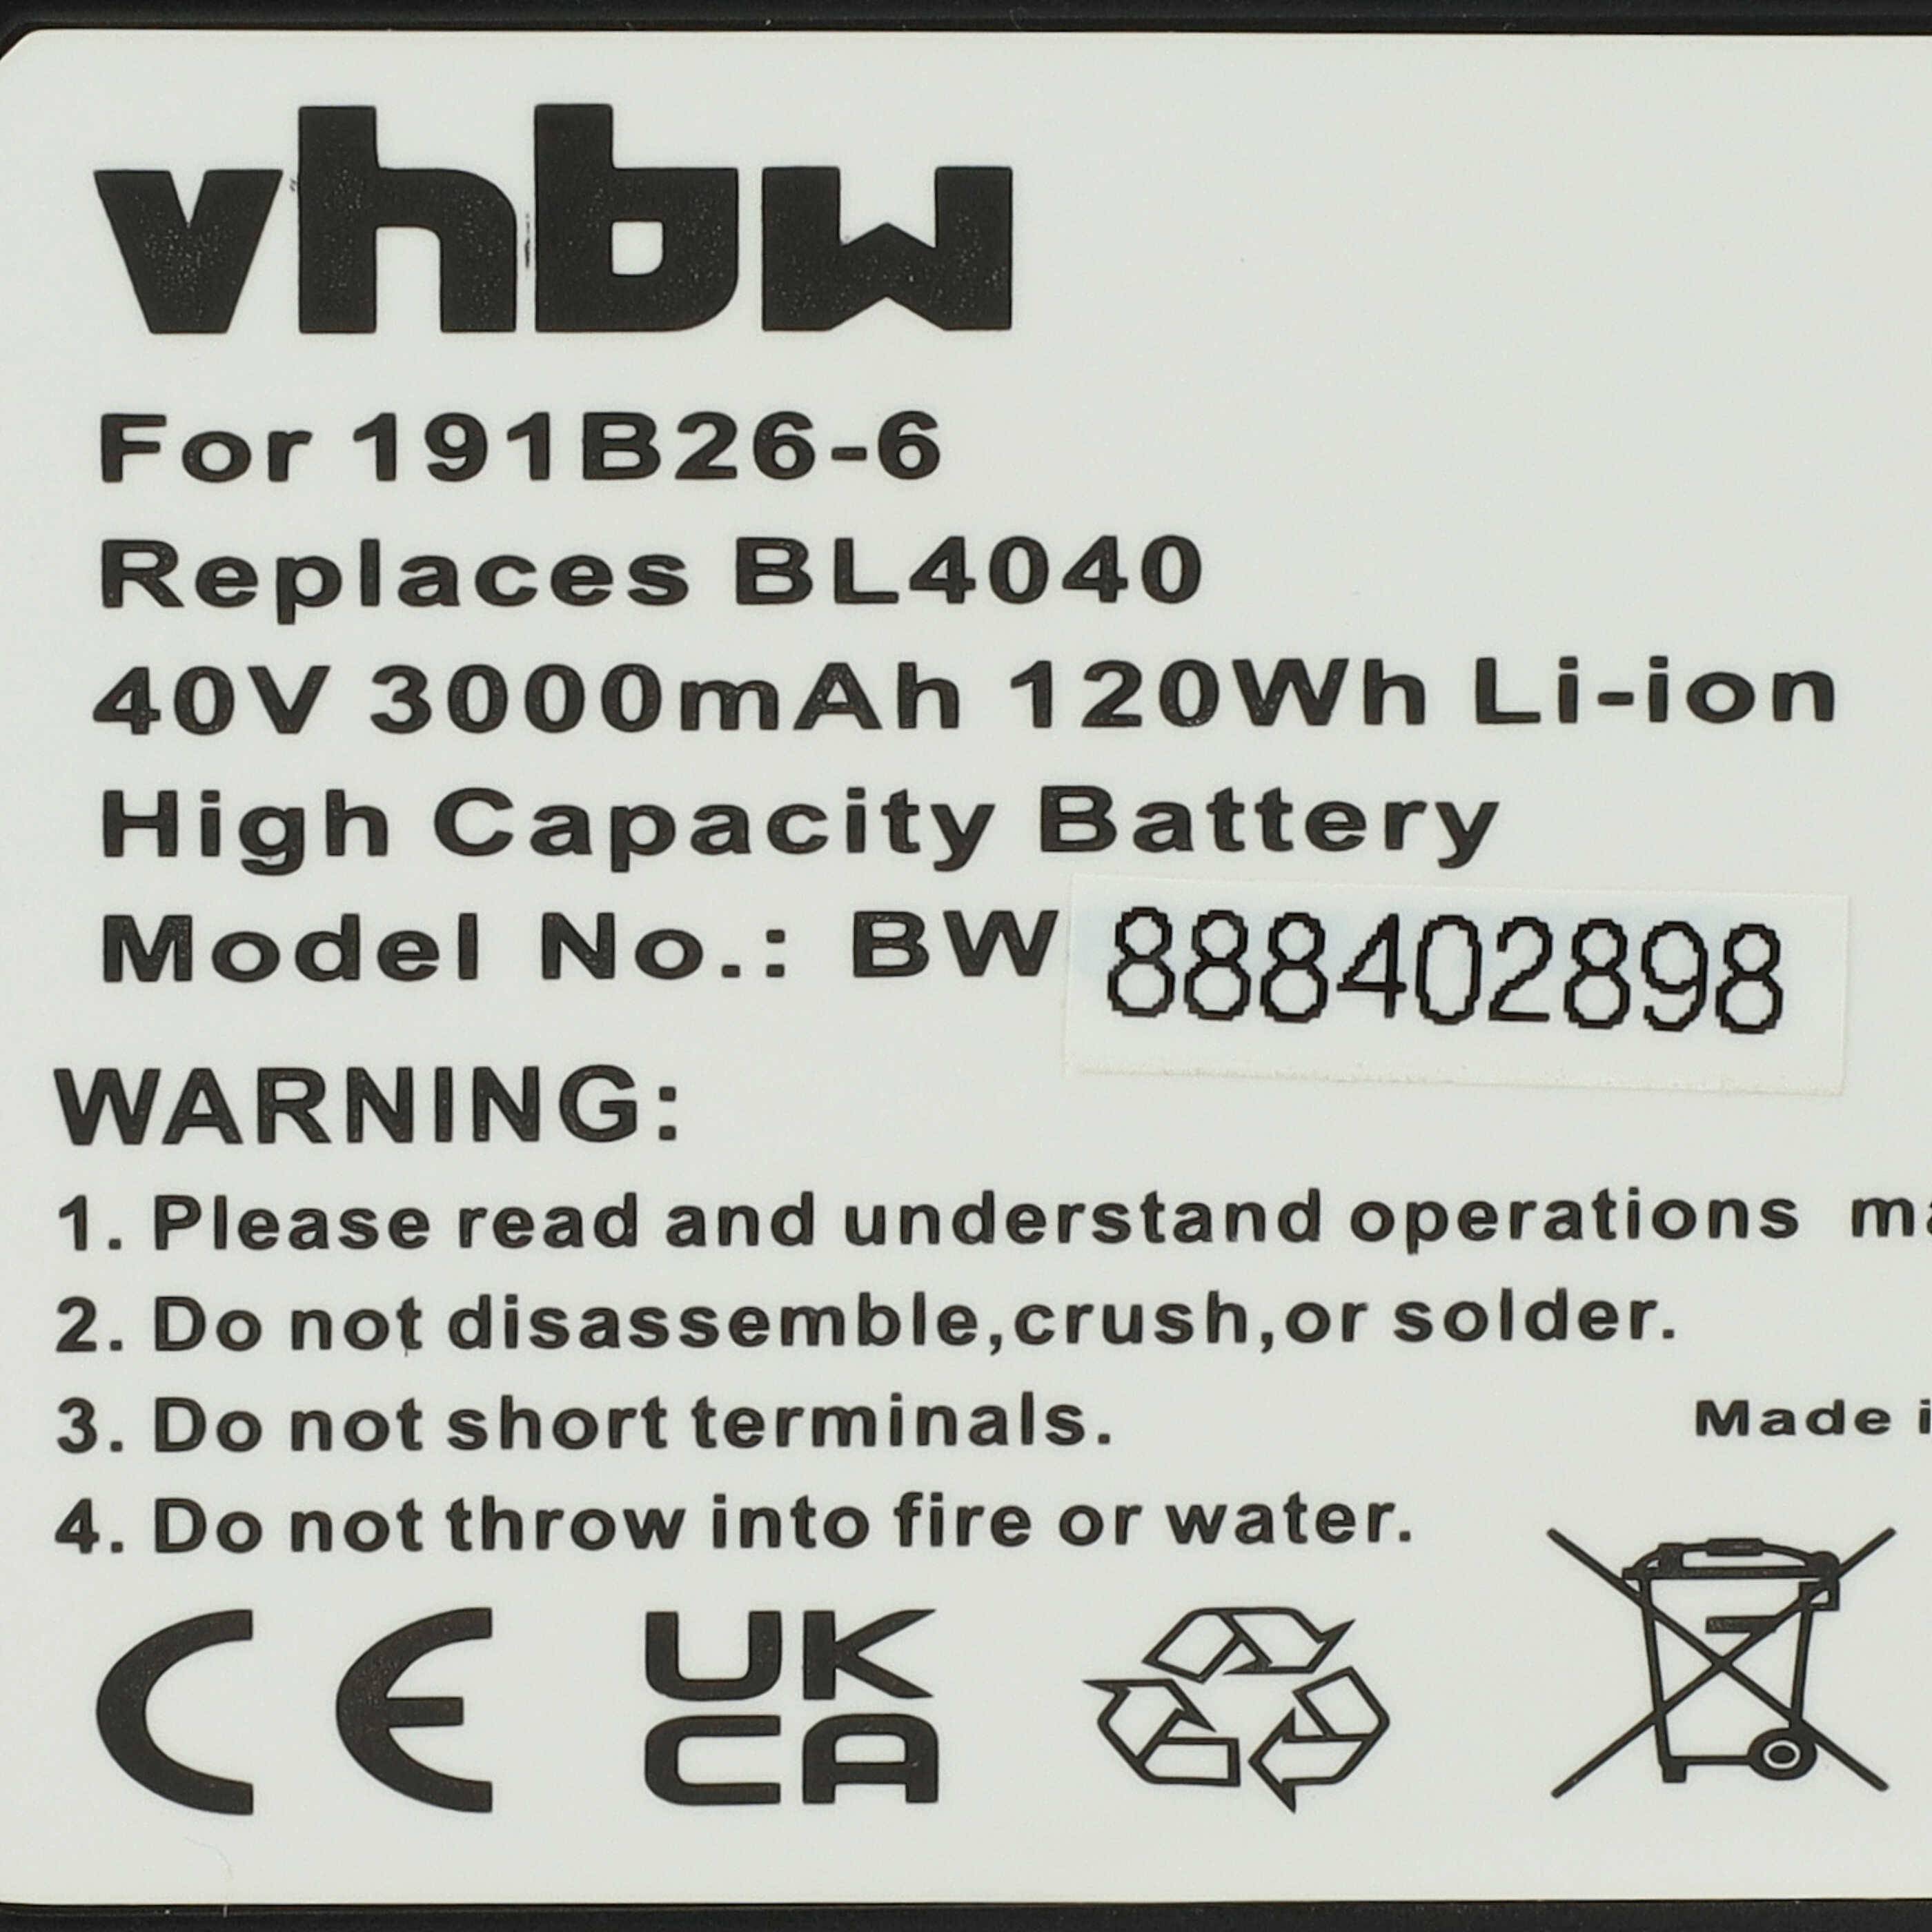 vhbw
For 191B26-6
Replaces BL4040
40V 3000mAh 120Wh Li-ion
High Capacity Battery
Model No.: BW 888402898
WARNING:
1. Please read and understand operations
2. Do not disassemble,crush,or solder.
3. Do not short terminals.
Made
4. Do not throw into fire or water.
CE
UK
CA